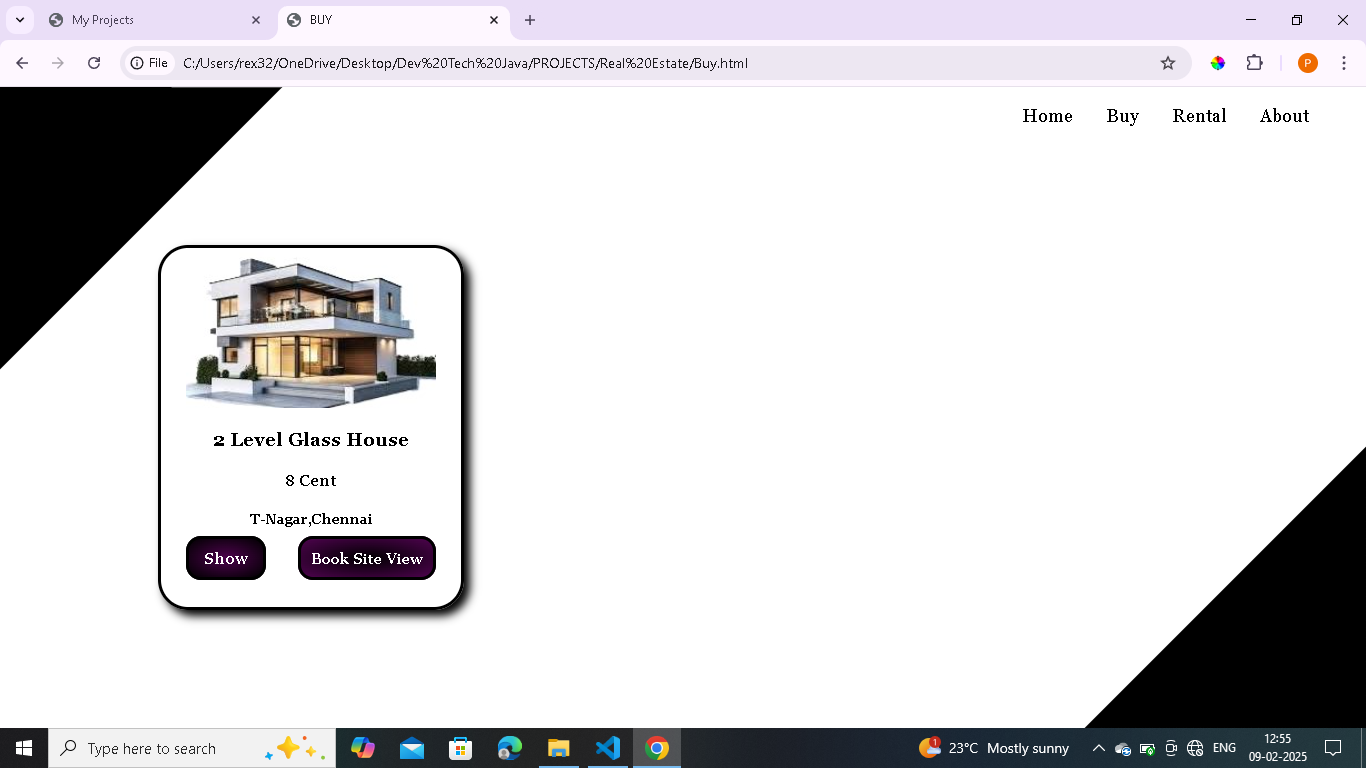 My Projects
BUY
File
C:/Users/rex32/OneDrive/Desktop/Dev%20Tech%20Java/PROJECTS/Real%20Estate/Buy.html
P
Home Buy Rental About
2 Level Glass House
8 Cent
T-Nagar,Chennai
Show Book Site View
Type here to search
1
23°C Mostly sunny
ENG
12:55
09-02-2025